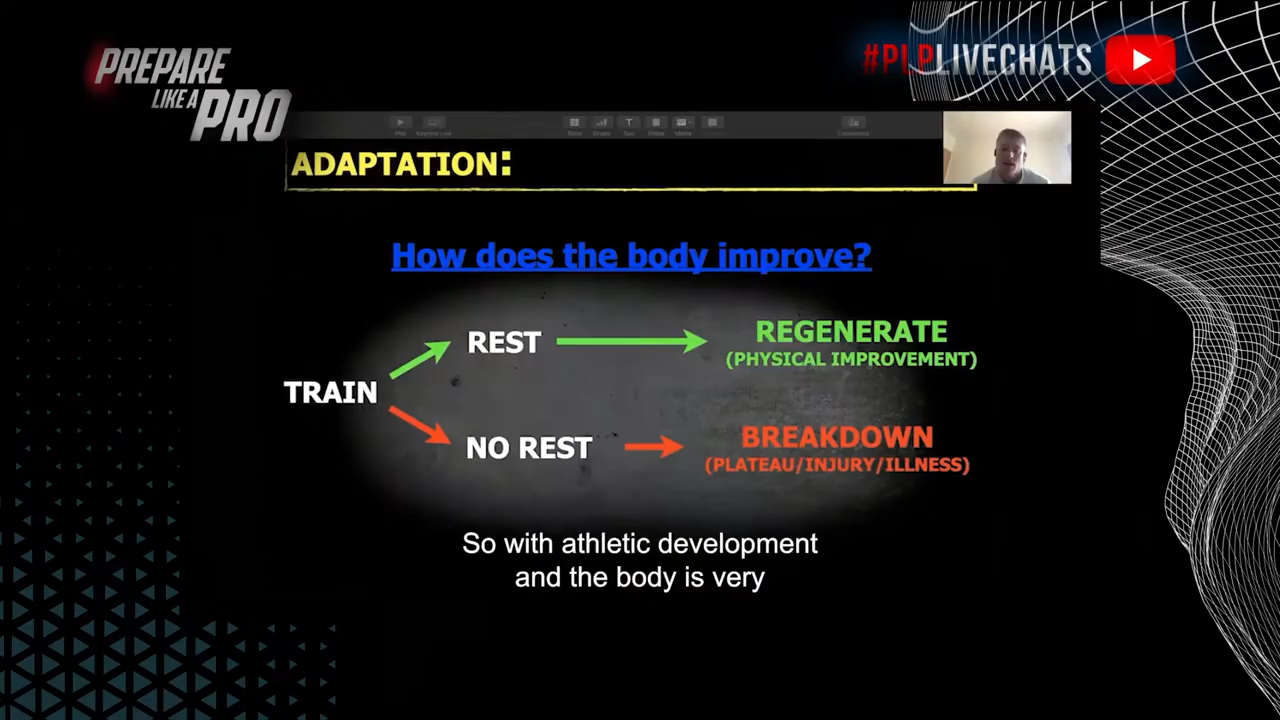 PREPARE
LIKE A
PRO
#PLPLIVECHATS
ADAPTATION:
How does the body improve?
TRAIN
REST
REGENERATE
(PHYSICAL IMPROVEMENT)
NO REST
BREAKDOWN
(PLATEAU/INJURY/ILLNESS)
So with athletic development
and the body is very